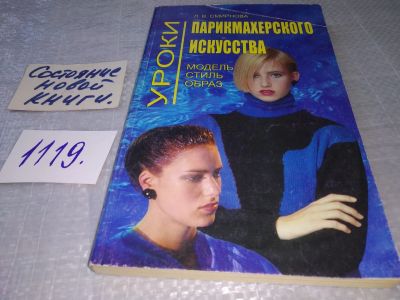 Л. В. СМИРНОВА
УРОКИ
ПАРИКМАХЕРСКОГО
ИСКУССТВА
МОДЕЛЬ
СТИЛЬ
ОБРАЗ
Состояние
новой
книги.
1119.